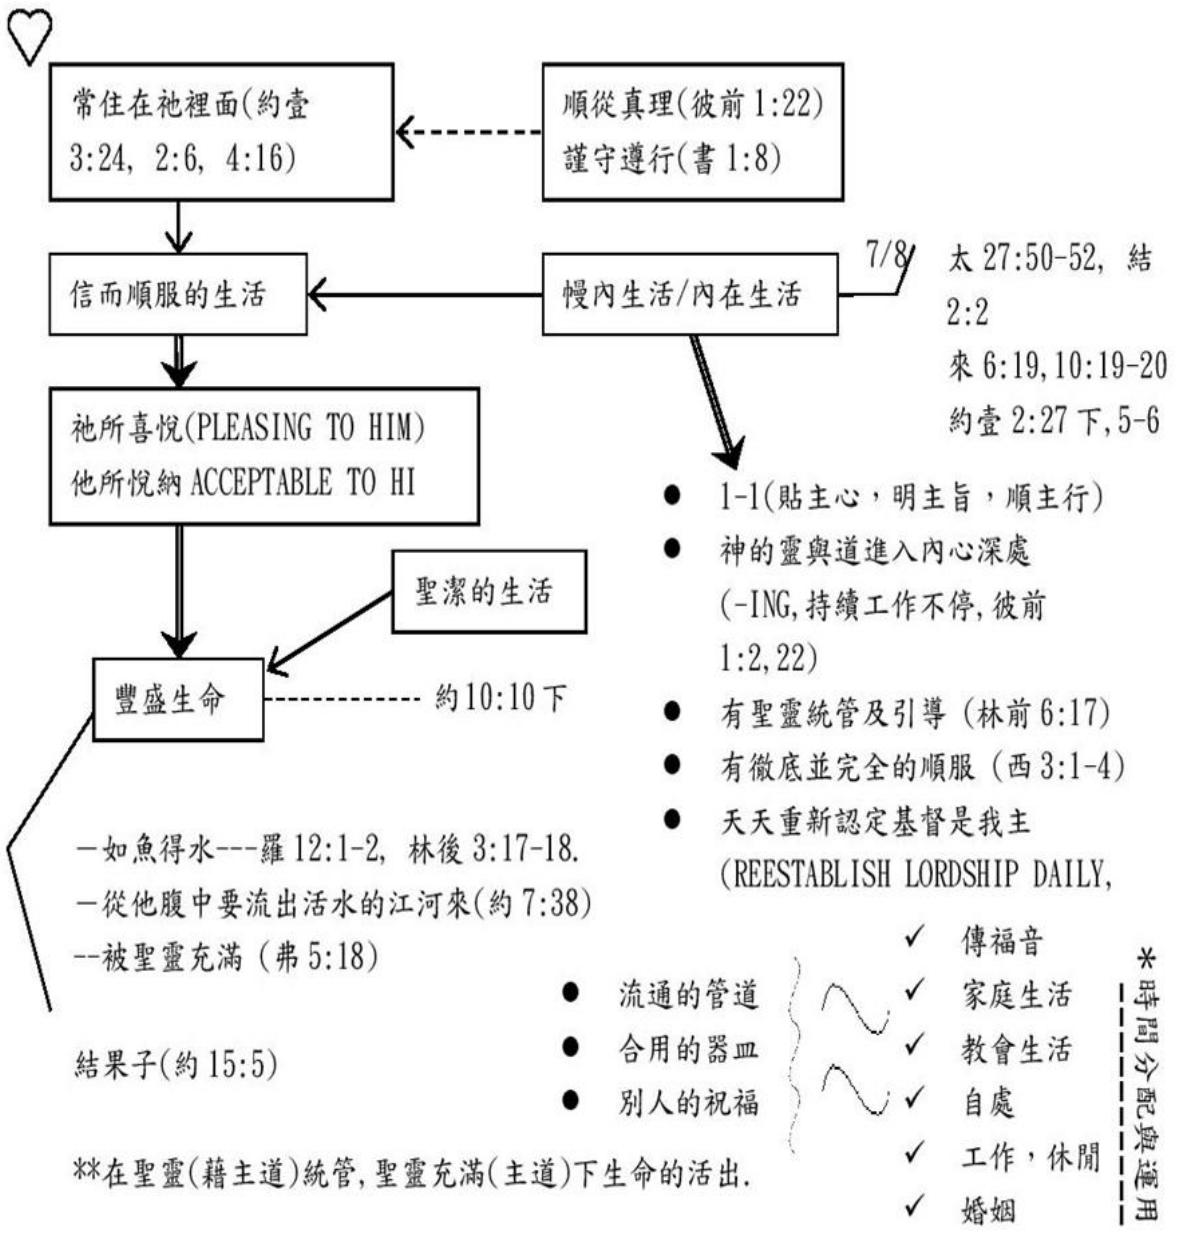 常住在祂裡面(約壹
3:24, 2:6, 4:16)
順從真理(彼前 1:22)
謹守遵行(書 1:8)
信而順服的生活
幔內生活/內在生活
7/8
太 27:50-52, 結
2:2
來 6:19,10:19-20
約壹 2:27 下,5-6
祂所喜悅(PLEASING TO HIM)
他所悅納 ACCEPTABLE TO HI
聖潔的生活
豐盛生命
約10:10下
● 1-1(貼主心，明主旨，順主行)
● 神的靈與道進入內心深處
(-ING,持續工作不停,彼前
1:2,22)
● 有聖靈統管及引導 (林前 6:17)
● 有徹底並完全的順服 (西 3:1-4)
● 天天重新認定基督是我主
(REESTABLISH LORDSHIP DAILY,
－如魚得水---羅 12:1-2, 林後 3:17-18.
－從他腹中要流出活水的江河來(約 7:38)
--被聖靈充滿 (弗 5:18)
結果子(約 15:5)
● 流通的管道
● 合用的器皿
● 別人的祝福
✓ 傳福音
✓ 家庭生活
✓ 教會生活
✓ 自處
✓ 工作，休閒
✓ 婚姻
*時間分配與運用
**在聖靈(藉主道)統管,聖靈充滿(主道)下生命的活出.